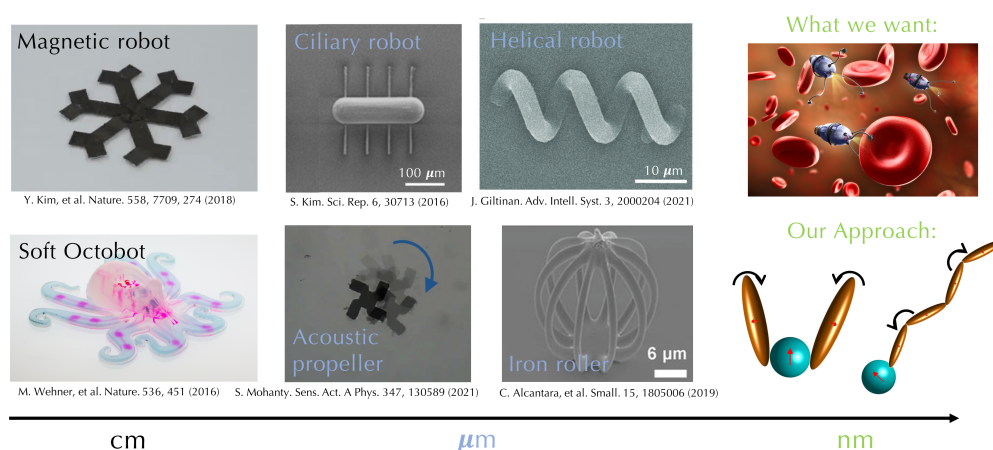 Magnetic robot
Y. Kim, et al. Nature. 558, 7709, 274 (2018)
Ciliary robot
100 μm
S. Kim. Sci. Rep. 6, 30713 (2016)
Helical robot
10 μm
J. Giltinan. Adv. Intell. Syst. 3, 2000204 (2021)
What we want:
Soft Octobot
M. Wehner, et al. Nature. 536, 451 (2016)
Acoustic
propeller
S. Mohanty. Sens. Act. A Phys. 347, 130589 (2021)
Iron roller
6 μm
C. Alcantara, et al. Small. 15, 1805006 (2019)
Our Approach:
cm
μm
nm